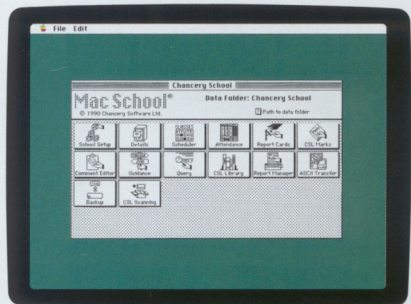 File Edit
Chancery School
Mac School®
Data Folder: Chancery School
© 1990 Chancery Software Ltd.
Path to data folder
School Setup Details Scheduler Attendance Report Cards CSL Marks
Comment Editor Guidance Query CSL Library Report Manager ASCII Transfer
Backup CSL Scanning